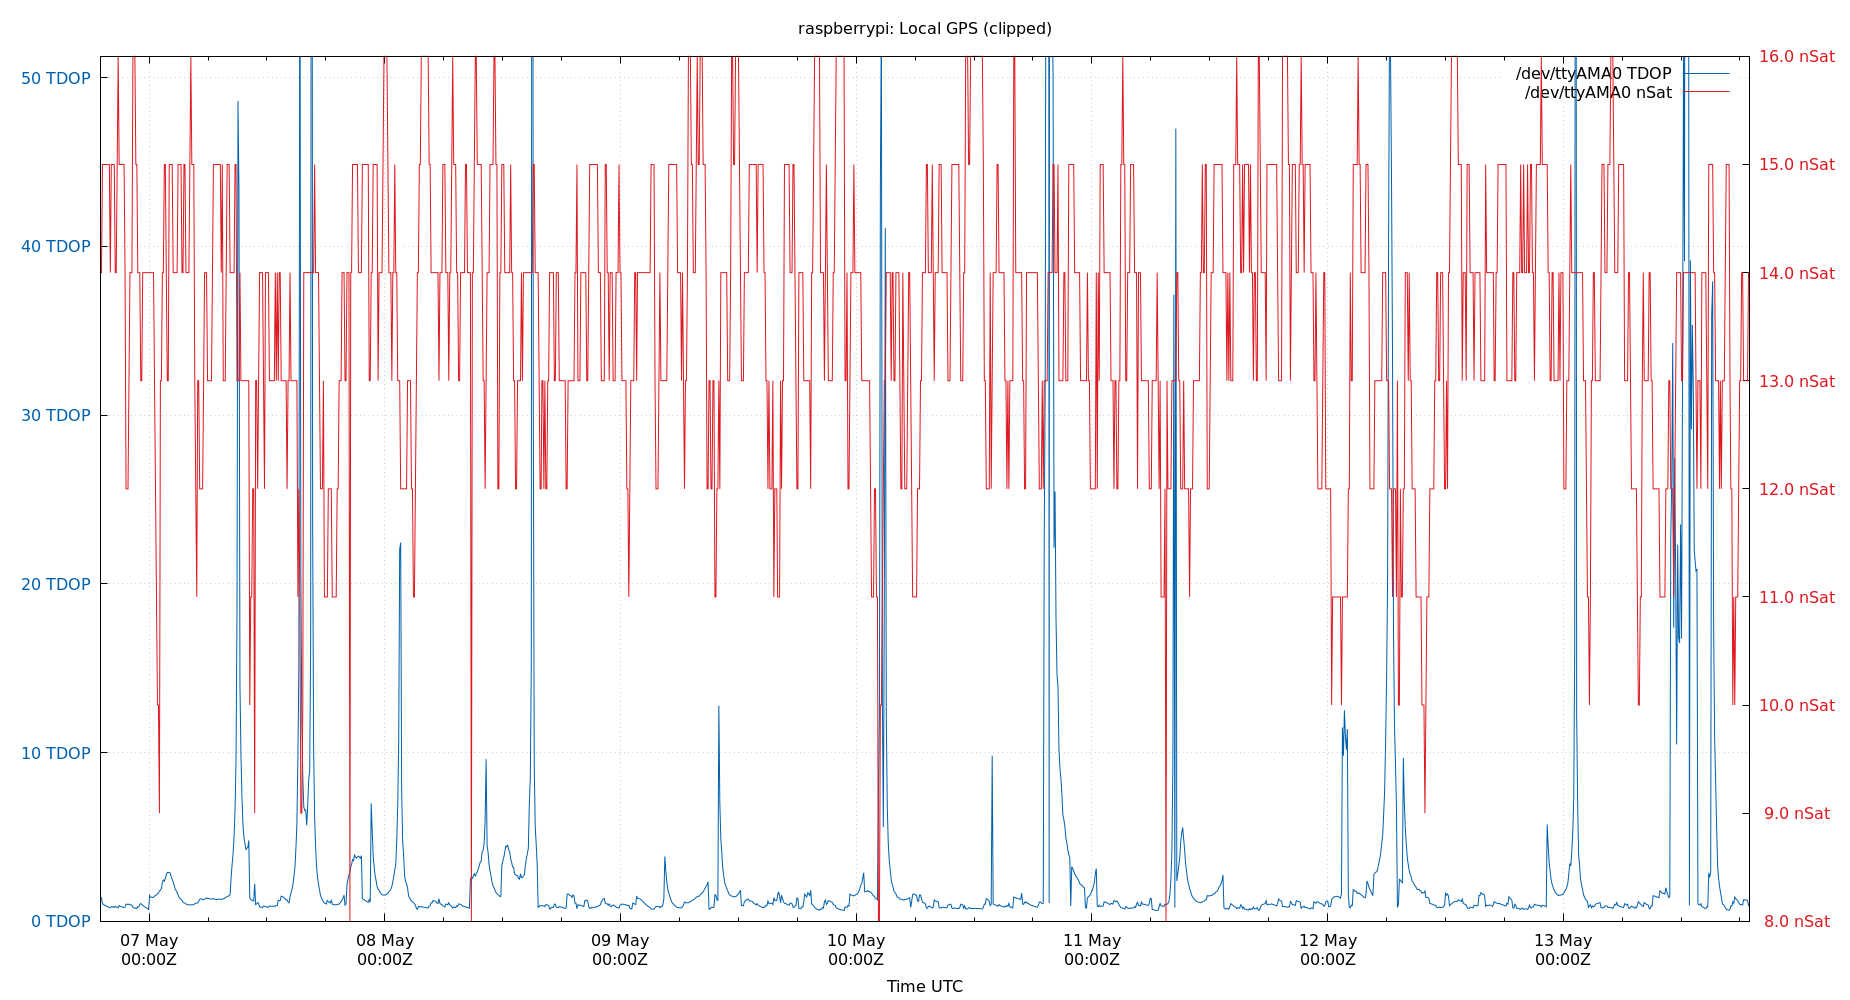 raspberrypi: Local GPS (clipped)
50 TDOP
40 TDOP
30 TDOP
20 TDOP
10 TDOP
0 TDOP
/dev/ttyAMA0 TDOP
/dev/ttyAMA0 nSat
16.0 nSat
15.0 nSat
14.0 nSat
13.0 nSat
12.0 nSat
11.0 nSat
10.0 nSat
9.0 nSat
8.0 nSat
07 May 08 May 09 May 10 May 11 May 12 May 13 May
00:00Z 00:00Z 00:00Z 00:00Z 00:00Z 00:00Z 00:00Z
Time UTC